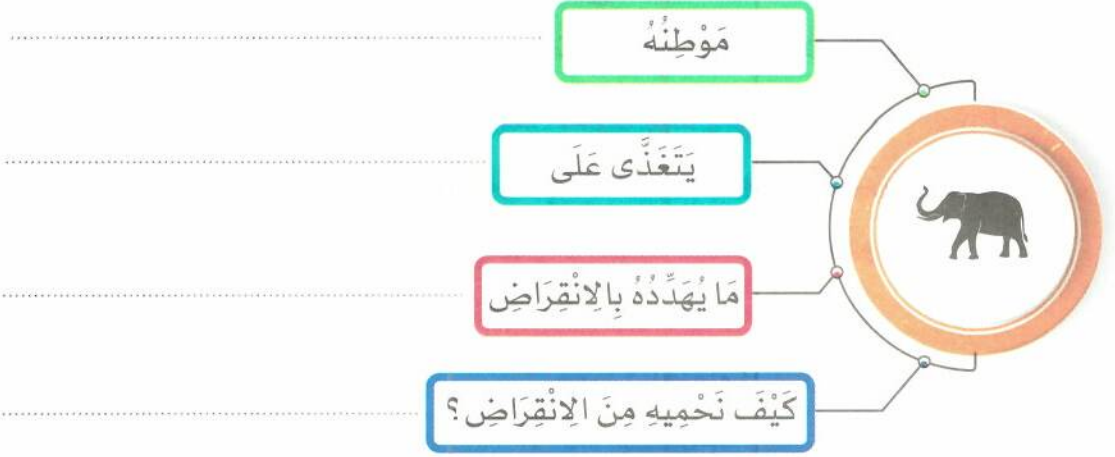 مَوْطِنُهُ
يَتَغَذَّى عَلَى
مَا يُهَدِّدُهُ بِالِانْقِرَاضِ
كَيْفَ نَحْمِيهِ مِنَ الِانْقِرَاضِ؟